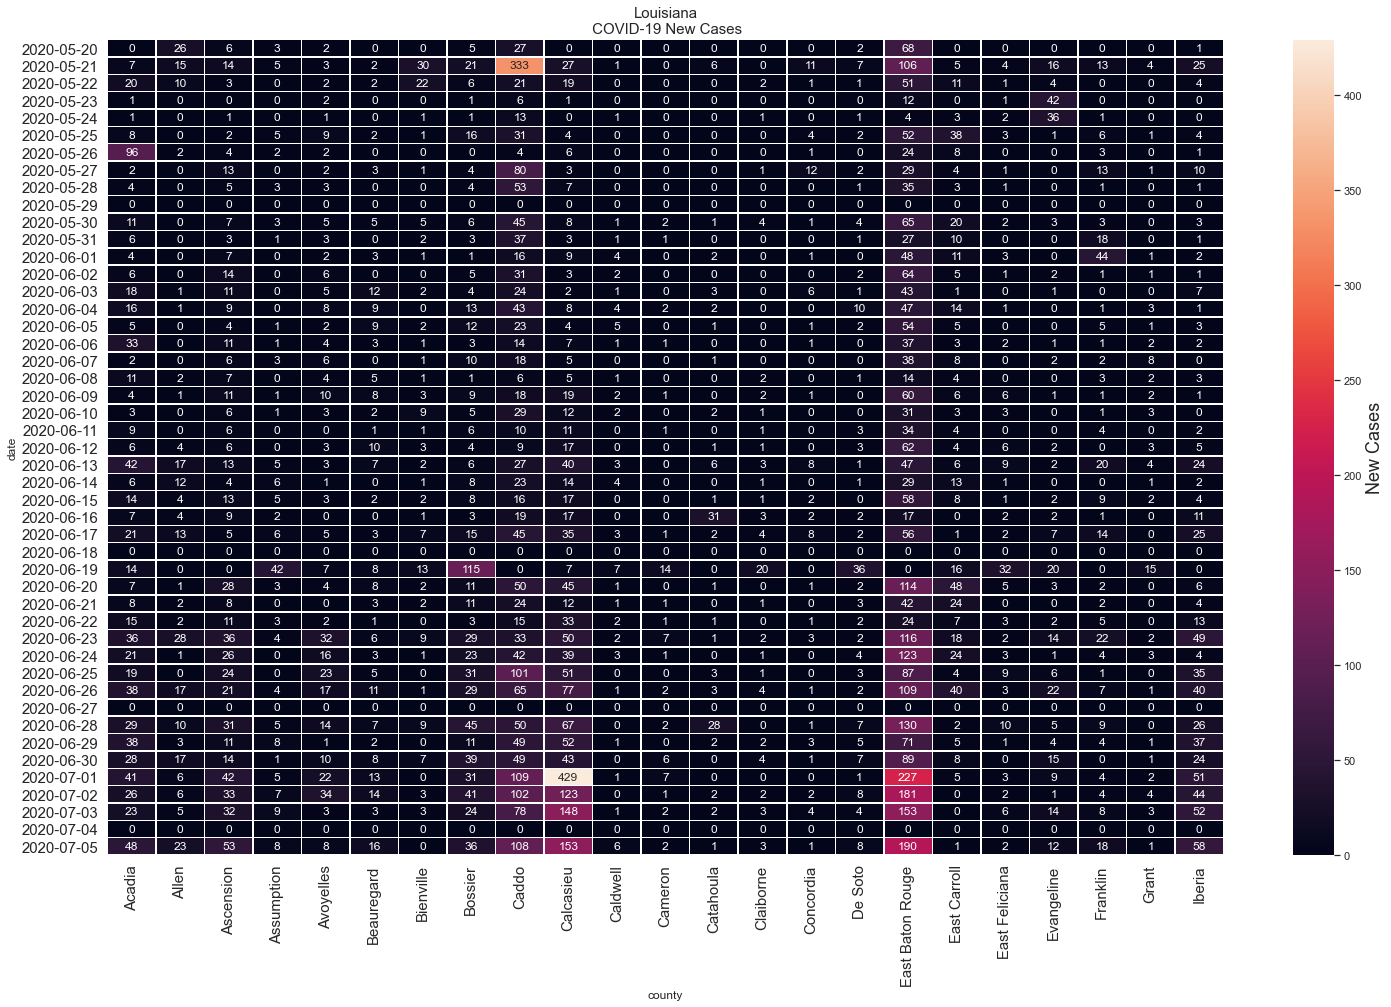 Louisiana
COVID-19 New Cases
2020-05-20 0 26 6 3 2 0 0 5 27 0 0 0 0 0 0 2 68 0 0 0 0 0 1
2020-05-21 7 15 14 5 3 2 30 21 333 27 1 0 6 0 11 7 106 5 4 16 13 4 25
2020-05-22 20 10 3 0 2 2 22 6 21 19 0 0 0 2 1 1 51 11 1 4 0 0 4
2020-05-23 1 0 0 0 2 0 0 1 6 1 0 0 0 0 0 0 12 0 1 42 0 0 0
2020-05-24 1 0 1 0 1 0 1 1 13 0 1 0 0 1 0 1 4 3 2 36 1 0 0
2020-05-25 8 0 2 5 9 2 1 16 31 4 0 0 0 0 4 2 52 38 3 1 6 1 4
2020-05-26 96 2 4 2 2 0 0 0 4 6 0 0 0 0 1 0 24 8 0 0 3 0 1
2020-05-27 2 0 13 0 2 3 1 4 80 3 0 0 0 1 12 2 29 4 1 0 13 1 10
2020-05-28 4 0 5 3 3 0 0 4 53 7 0 0 0 0 0 1 35 3 1 0 1 0 1
2020-05-29 0 0 0 0 0 0 0 0 0 0 0 0 0 0 0 0 0 0 0 0 0 0 0
2020-05-30 11 0 7 3 5 5 5 6 45 8 1 2 1 4 1 4 65 20 2 3 3 0 3
2020-05-31 6 0 3 1 3 0 2 3 37 3 1 1 0 0 0 1 27 10 0 0 18 0 1
2020-06-01 4 0 7 0 2 3 1 1 16 9 4 0 2 0 1 0 48 11 3 0 44 1 2
2020-06-02 6 0 14 0 6 0 0 5 31 3 2 0 0 0 0 2 64 5 1 2 1 1 1
2020-06-03 18 1 11 0 5 12 2 4 24 2 1 0 3 0 6 1 43 1 0 1 0 0 7
2020-06-04 16 1 9 0 8 9 0 13 43 8 4 2 2 0 0 10 47 14 1 0 1 3 1
2020-06-05 5 0 4 1 2 9 2 12 23 4 5 0 1 0 1 2 54 5 0 0 5 1 3
2020-06-06 33 0 11 1 4 3 1 3 14 7 1 1 0 0 0 1 37 3 2 1 1 2 2
2020-06-07 2 0 6 3 6 0 1 10 18 5 0 0 1 0 0 0 38 8 0 2 2 8 0
2020-06-08 11 2 7 0 4 5 1 1 6 5 1 0 0 2 0 1 14 4 0 0 3 2 3
2020-06-09 4 1 11 1 10 8 3 9 18 19 2 1 0 2 1 0 60 6 6 1 1 2 1
2020-06-10 3 0 6 1 3 2 9 5 29 12 2 0 2 1 0 0 31 3 3 0 1 3 0
2020-06-11 9 0 6 0 0 1 1 6 10 11 0 1 0 1 0 3 34 4 0 0 4 0 2
2020-06-12 6 4 6 0 3 10 3 4 9 17 0 0 1 1 0 3 62 4 6 2 0 3 5
2020-06-13 42 17 13 5 3 7 2 6 27 40 3 0 6 3 8 1 47 6 9 2 20 4 24
2020-06-14 6 12 4 6 1 0 1 8 23 14 4 0 0 1 0 1 29 13 1 0 0 1 2
2020-06-15 14 4 13 5 3 2 2 8 16 17 0 0 1 1 2 0 58 8 1 2 9 2 4
2020-06-16 7 4 9 2 0 0 1 3 19 17 0 0 31 3 2 2 17 0 2 2 1 0 11
2020-06-17 21 13 5 6 5 3 7 15 45 35 3 1 2 4 8 2 56 1 2 7 14 0 25
2020-06-18 0 0 0 0 0 0 0 0 0 0 0 0 0 0 0 0 0 0 0 0 0 0 0
2020-06-19 14 0 0 42 7 8 13 115 0 7 7 14 0 20 0 36 0 16 32 20 0 15 0
2020-06-20 7 1 28 3 4 8 2 11 50 45 1 0 1 0 1 2 114 48 5 3 2 0 6
2020-06-21 8 2 8 0 0 3 2 11 24 12 1 1 0 1 0 3 42 24 0 0 2 0 4
2020-06-22 15 2 11 3 2 1 0 3 15 33 2 1 1 0 1 2 24 7 3 2 5 0 13
2020-06-23 36 28 36 4 32 6 9 29 33 50 2 7 1 2 3 2 116 18 2 14 22 2 49
2020-06-24 21 1 26 0 16 3 1 23 42 39 3 1 0 1 0 4 123 24 3 1 4 3 4
2020-06-25 19 0 24 0 23 5 0 31 101 51 0 0 3 1 0 3 87 4 9 6 1 0 35
2020-06-26 38 17 21 4 17 11 1 29 65 77 1 2 3 4 1 2 109 40 3 22 7 1 40
2020-06-27 0 0 0 0 0 0 0 0 0 0 0 0 0 0 0 0 0 0 0 0 0 0 0
2020-06-28 29 10 31 5 14 7 9 45 50 67 0 2 28 0 1 7 130 2 10 5 9 0 26
2020-06-29 38 3 11 8 1 2 0 11 49 52 1 0 2 2 3 5 71 5 1 4 4 1 37
2020-06-30 28 17 14 1 10 8 7 39 49 43 0 6 0 4 1 7 89 8 0 15 0 1 24
2020-07-01 41 6 42 5 22 13 0 31 109 429 1 7 0 0 0 1 227 5 3 9 4 2 51
2020-07-02 26 6 33 7 34 14 3 41 102 123 0 1 2 2 2 8 181 0 2 1 4 4 44
2020-07-03 23 5 32 9 3 3 3 24 78 148 1 2 2 3 4 4 153 0 6 14 8 3 52
2020-07-04 0 0 0 0 0 0 0 0 0 0 0 0 0 0 0 0 0 0 0 0 0 0 0
2020-07-05 48 23 53 8 8 16 0 36 108 153 6 2 1 3 1 8 190 1 2 12 18 1 58
date
Acadia
Allen
Ascension
Assumption
Avoyelles
Beauregard
Bienville
Bossier
Caddo
Calcasieu
Caldwell
Cameron
Catahoula
Claiborne
Concordia
De Soto
East Baton Rouge
East Carroll
East Feliciana
Evangeline
Franklin
Grant
Iberia
county
400
350
300
250
200
150
100
50
0
New Cases